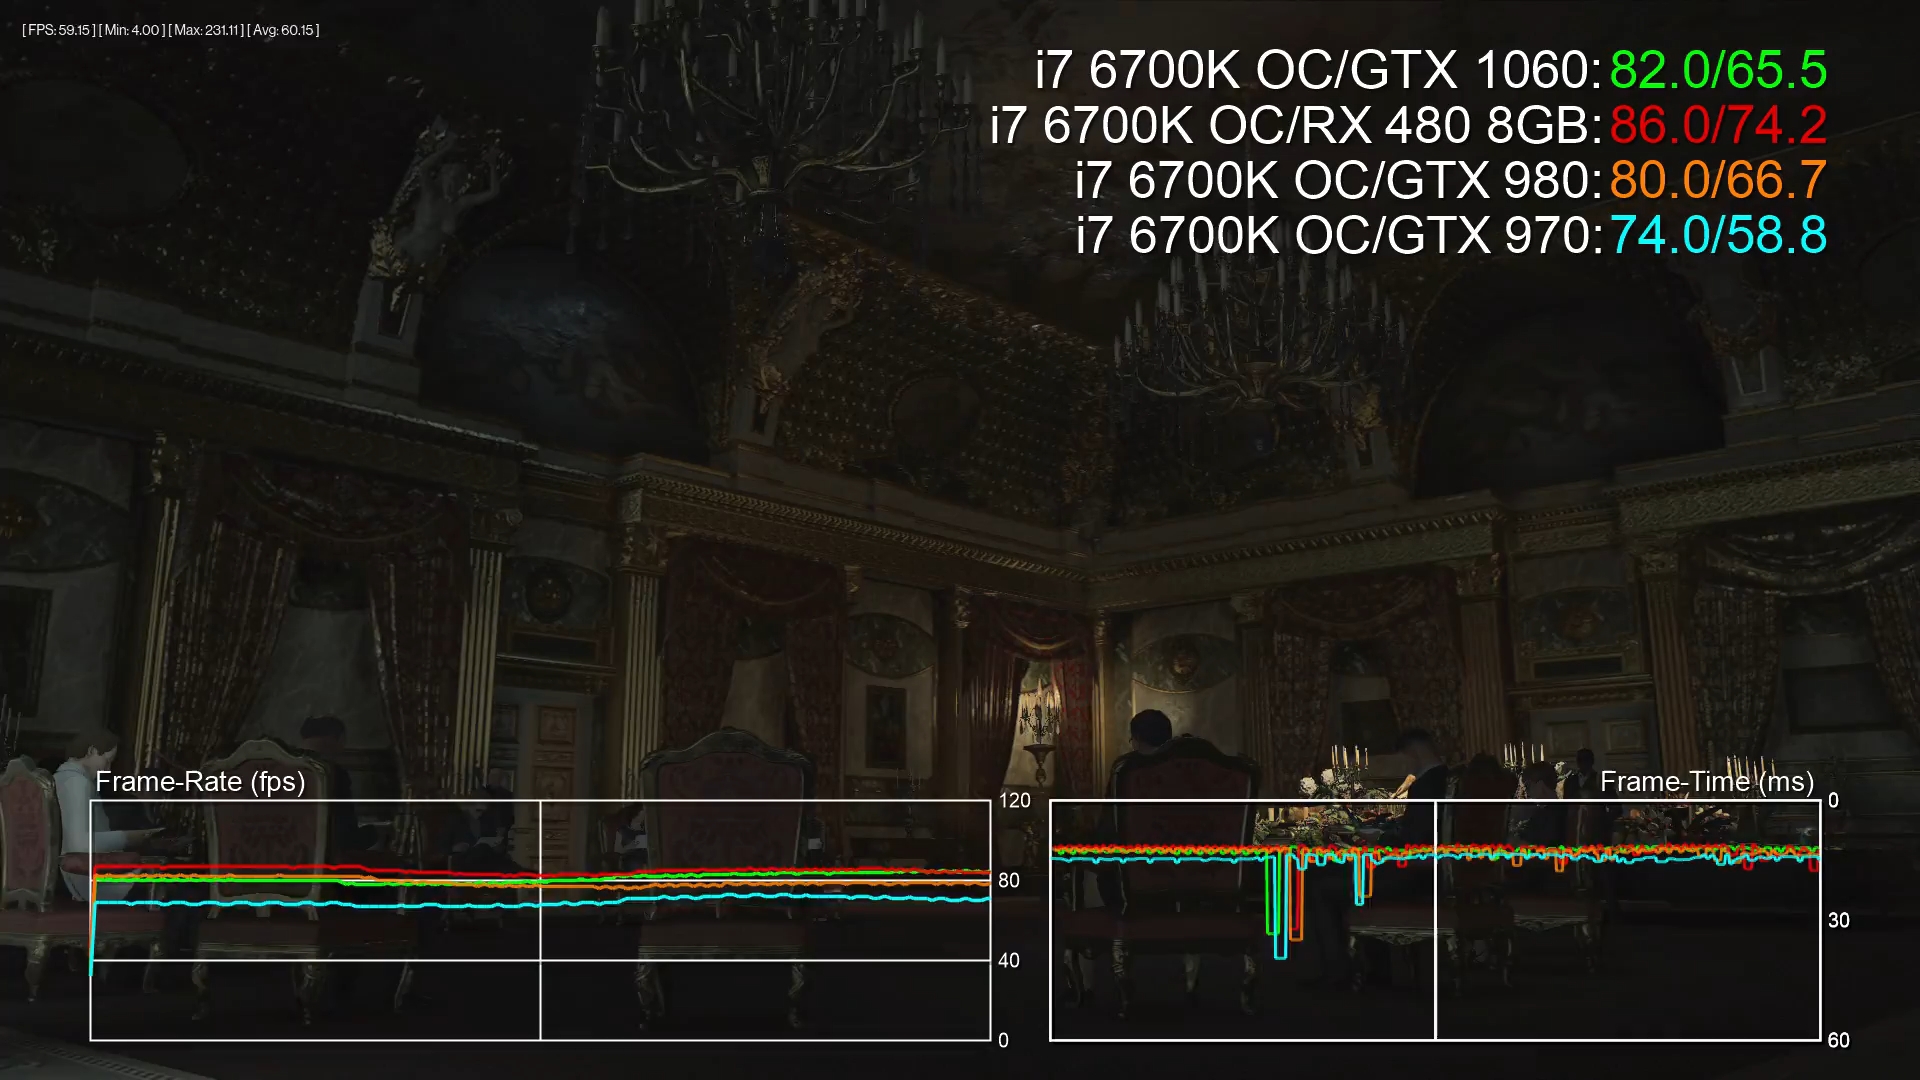 [ FPS: 59.15 ] [ Min: 4.00 ] [ Max: 231.11 ] [ Avg: 60.15 ]
i7 6700K OC/GTX 1060: 82.0/65.5
i7 6700K OC/RX 480 8GB: 86.0/74.2
i7 6700K OC/GTX 980: 80.0/66.7
i7 6700K OC/GTX 970: 74.0/58.8
Frame-Rate (fps)
120
80
40
0
Frame-Time (ms)
0
30
60